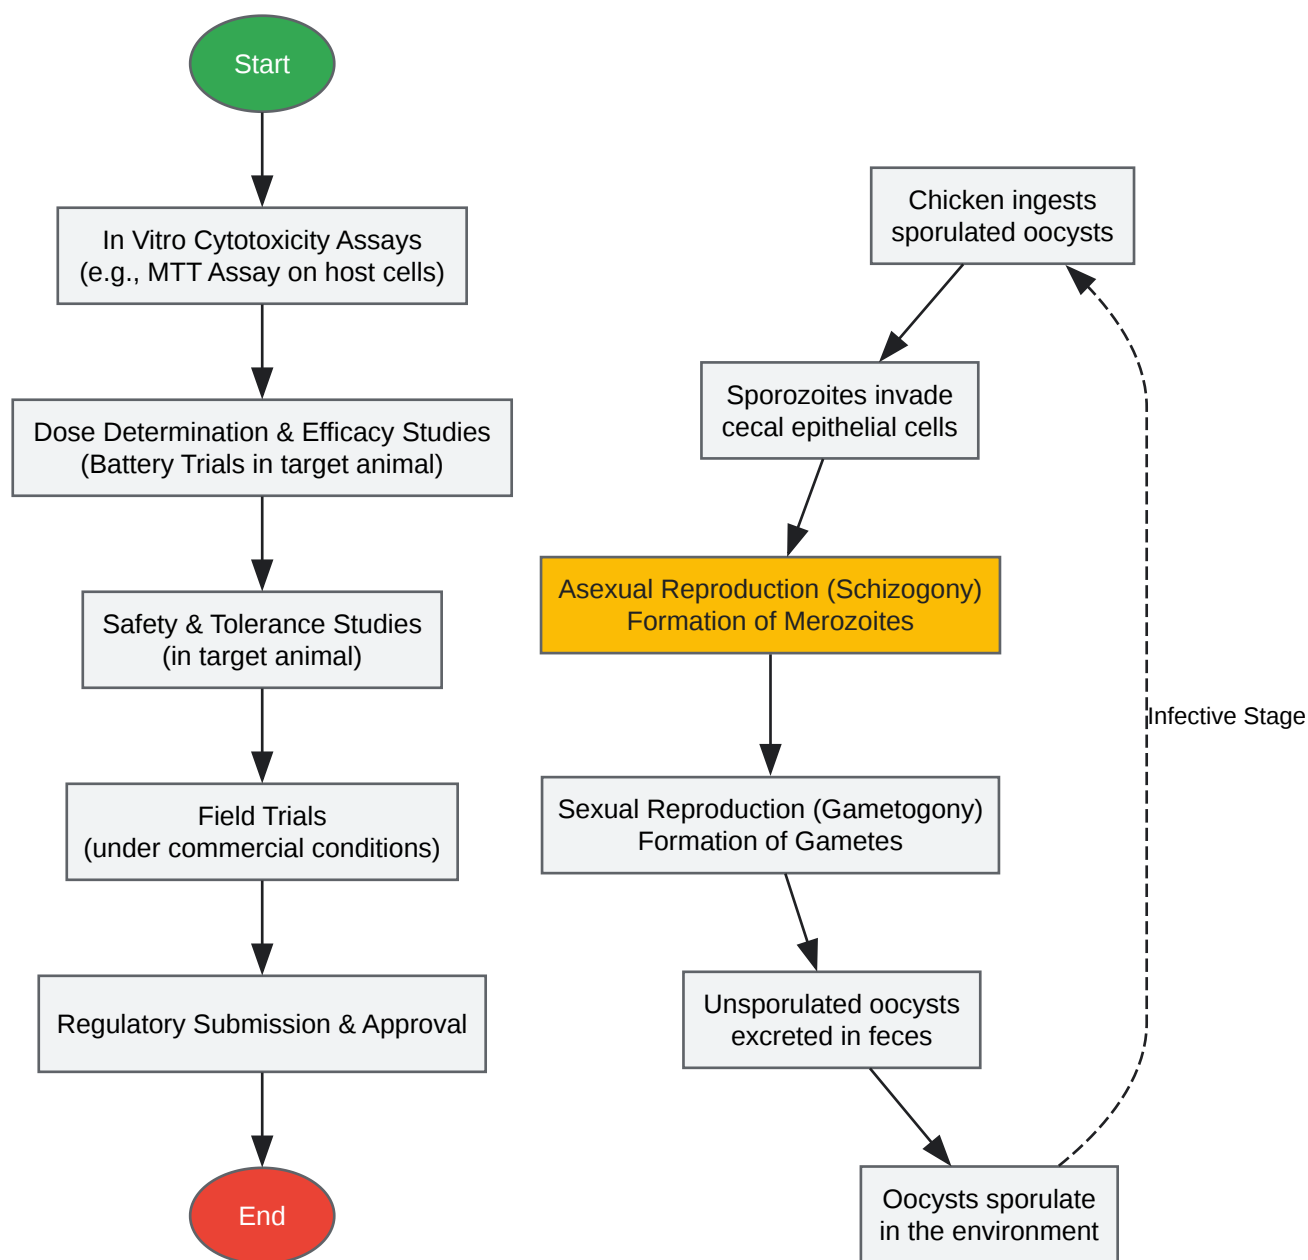 Start
In Vitro Cytotoxicity Assays
(e.g., MTT Assay on host cells)
Dose Determination & Efficacy Studies
(Battery Trials in target animal)
Safety & Tolerance Studies
(in target animal)
Field Trials
(under commercial conditions)
Regulatory Submission & Approval
End
Chicken ingests
sporulated oocysts
Sporozoites invade
cecal epithelial cells
Asexual Reproduction (Schizogony)
Formation of Merozoites
Sexual Reproduction (Gametogony)
Formation of Gametes
Unsporulated oocysts
excreted in feces
Oocysts sporulate
in the environment
Infective Stage